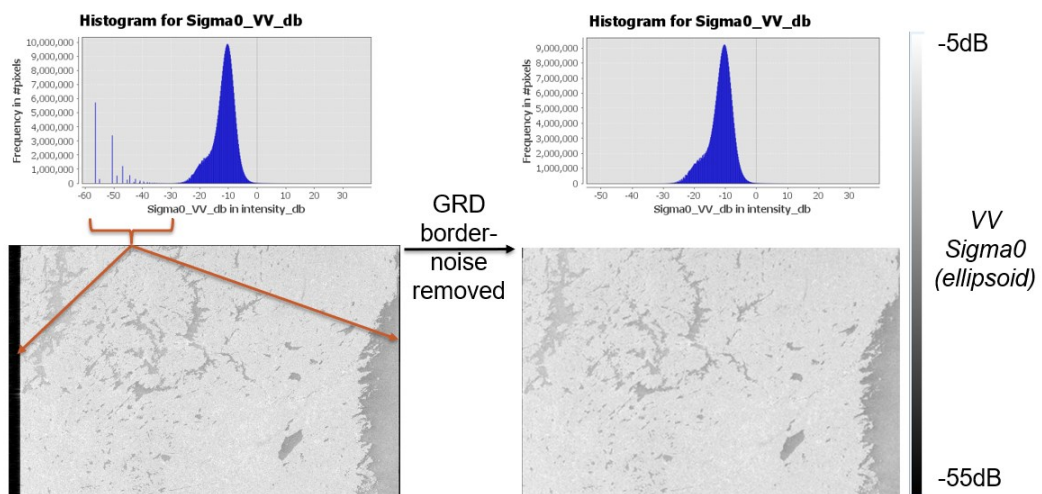 Histogram for Sigma0_VV_db
10,000,000
9,000,000
8,000,000
7,000,000
6,000,000
5,000,000
4,000,000
3,000,000
2,000,000
1,000,000
0
Frequency in #pixels
-60 -50 -40 -30 -20 -10 0 10 20 30
Sigma0_VV_db in intensity_db
Histogram for Sigma0_VV_db
9,000,000
8,000,000
7,000,000
6,000,000
5,000,000
4,000,000
3,000,000
2,000,000
1,000,000
0
Frequency in #pixels
-50 -40 -30 -20 -10 0 10 20 30
Sigma0_VV_db in intensity_db
GRD
border-
noise
removed
-5dB
VV
Sigma0
(ellipsoid)
-55dB